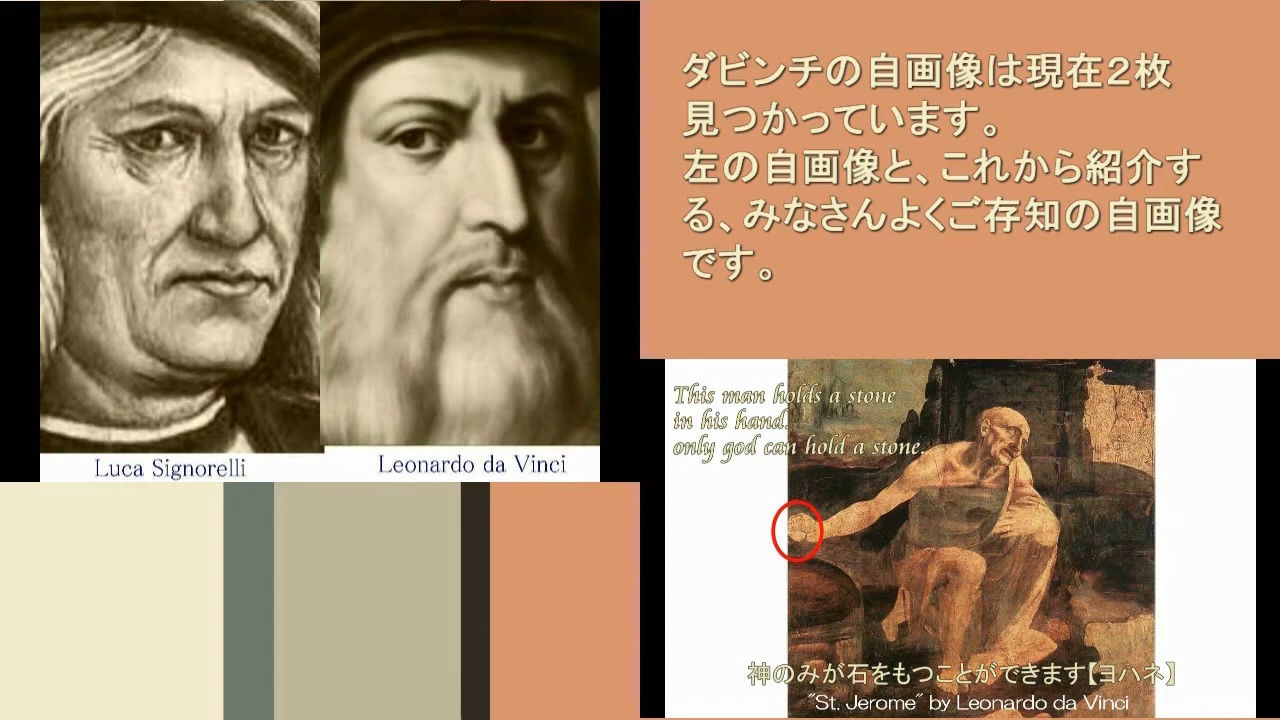 Luca Signorelli
Leonardo da Vinci
ダビンチの自画像は現在２枚
見つかっています。
左の自画像と、これから紹介す
る、みなさんよくご存知の自画像
です。
This man holds a stone
in his hand.
only god can hold a stone.
神のみが石をもつことができます【ヨハネ】
"St. Jerome" by Leonardo da Vinci